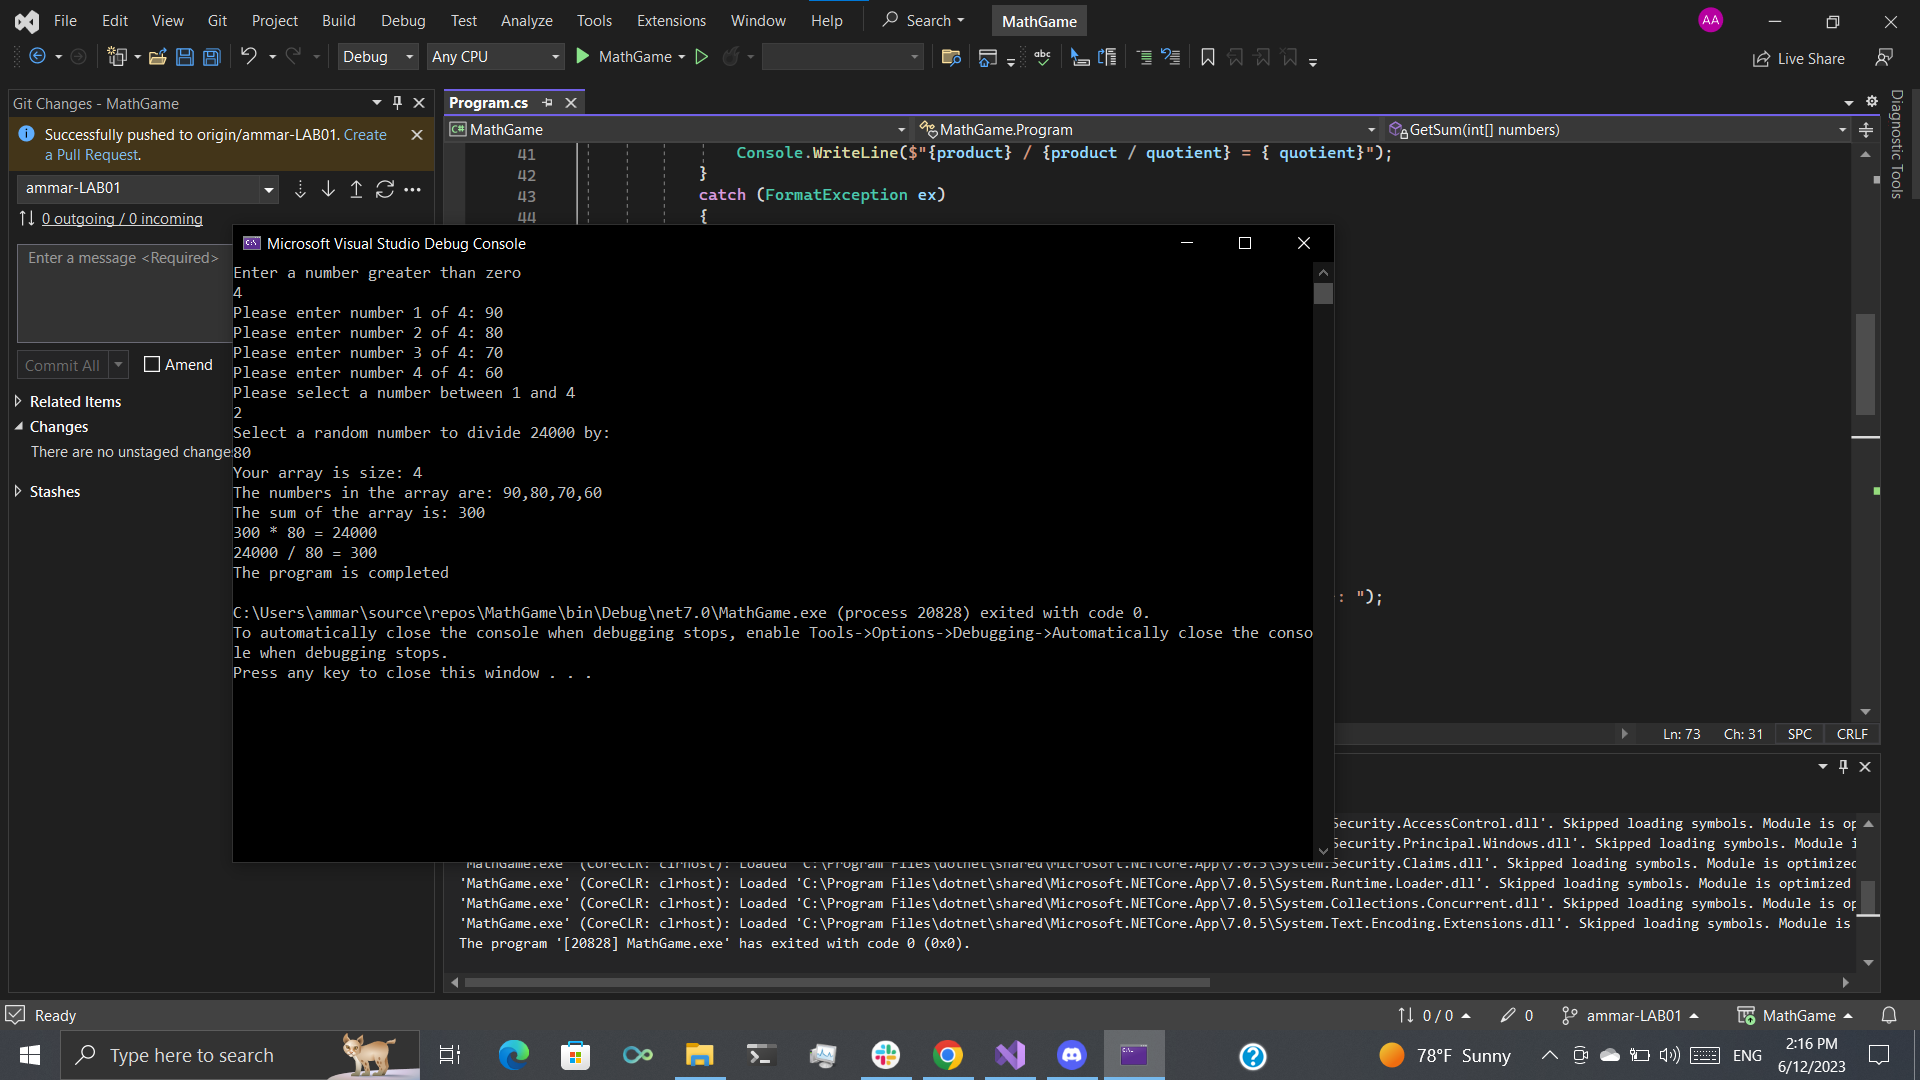 File Edit View Git Project Build Debug Test Analyze Tools Extensions Window Help Search MathGame AA
Debug Any CPU MathGame Live Share
Git Changes - MathGame
Successfully pushed to origin/ammar-LAB01. Create a Pull Request.
ammar-LAB01
0 outgoing / 0 incoming
Enter a message <Required>
Commit All Amend
Related Items
Changes
There are no unstaged change
Stashes
Program.cs
MathGame MathGame.Program GetSum(int[] numbers)
Diagnostic Tools
41 Console.WriteLine($"{product} / {product / quotient} = { quotient}");
42 }
43 catch (FormatException ex)
44 {
: ");
Microsoft Visual Studio Debug Console
Enter a number greater than zero
4
Please enter number 1 of 4: 90
Please enter number 2 of 4: 80
Please enter number 3 of 4: 70
Please enter number 4 of 4: 60
Please select a number between 1 and 4
2
Select a random number to divide 24000 by:
80
Your array is size: 4
The numbers in the array are: 90,80,70,60
The sum of the array is: 300
300 * 80 = 24000
24000 / 80 = 300
The program is completed
C:\Users\ammar\source\repos\MathGame\bin\Debug\net7.0\MathGame.exe (process 20828) exited with code 0.
To automatically close the console when debugging stops, enable Tools->Options->Debugging->Automatically close the conso
le when debugging stops.
Press any key to close this window . . .
Ln: 73 Ch: 31 SPC CRLF
Security.AccessControl.dll'. Skipped loading symbols. Module is op
Security.Principal.Windows.dll'. Skipped loading symbols. Module i
'MathGame.exe' (CoreCLR: clrhost): Loaded 'C:\Program Files\dotnet\shared\Microsoft.NETCore.App\7.0.5\System.Security.Claims.dll'. Skipped loading symbols. Module is optimized
'MathGame.exe' (CoreCLR: clrhost): Loaded 'C:\Program Files\dotnet\shared\Microsoft.NETCore.App\7.0.5\System.Runtime.Loader.dll'. Skipped loading symbols. Module is optimized
'MathGame.exe' (CoreCLR: clrhost): Loaded 'C:\Program Files\dotnet\shared\Microsoft.NETCore.App\7.0.5\System.Collections.Concurrent.dll'. Skipped loading symbols. Module is op
'MathGame.exe' (CoreCLR: clrhost): Loaded 'C:\Program Files\dotnet\shared\Microsoft.NETCore.App\7.0.5\System.Text.Encoding.Extensions.dll'. Skipped loading symbols. Module is
The program '[20828] MathGame.exe' has exited with code 0 (0x0).
Ready 0 / 0 0 ammar-LAB01 MathGame
Type here to search 78°F Sunny ENG 2:16 PM
6/12/2023